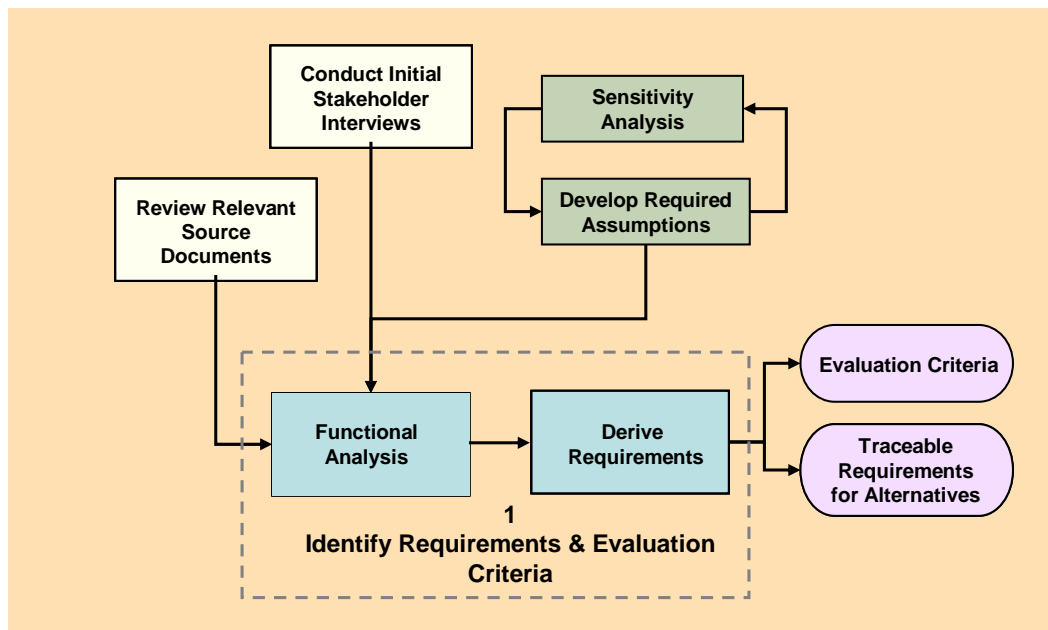 Conduct Initial
Stakeholder
Interviews
Sensitivity
Analysis
Review Relevant
Source
Documents
Develop Required
Assumptions
Evaluation Criteria
Functional
Analysis
Derive
Requirements
Traceable
Requirements
for Alternatives
1
Identify Requirements & Evaluation
Criteria